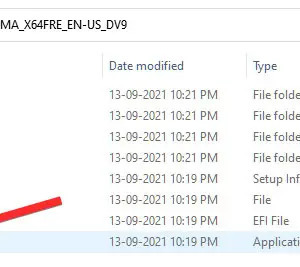 MA_X64FRE_EN-US_DV9
Date modified Type
13-09-2021 10:21 PM File folde
13-09-2021 10:21 PM File folde
13-09-2021 10:21 PM File folde
13-09-2021 10:21 PM File folde
13-09-2021 10:19 PM Setup Inf
13-09-2021 10:19 PM File
13-09-2021 10:19 PM EFI File
13-09-2021 10:19 PM Applicati